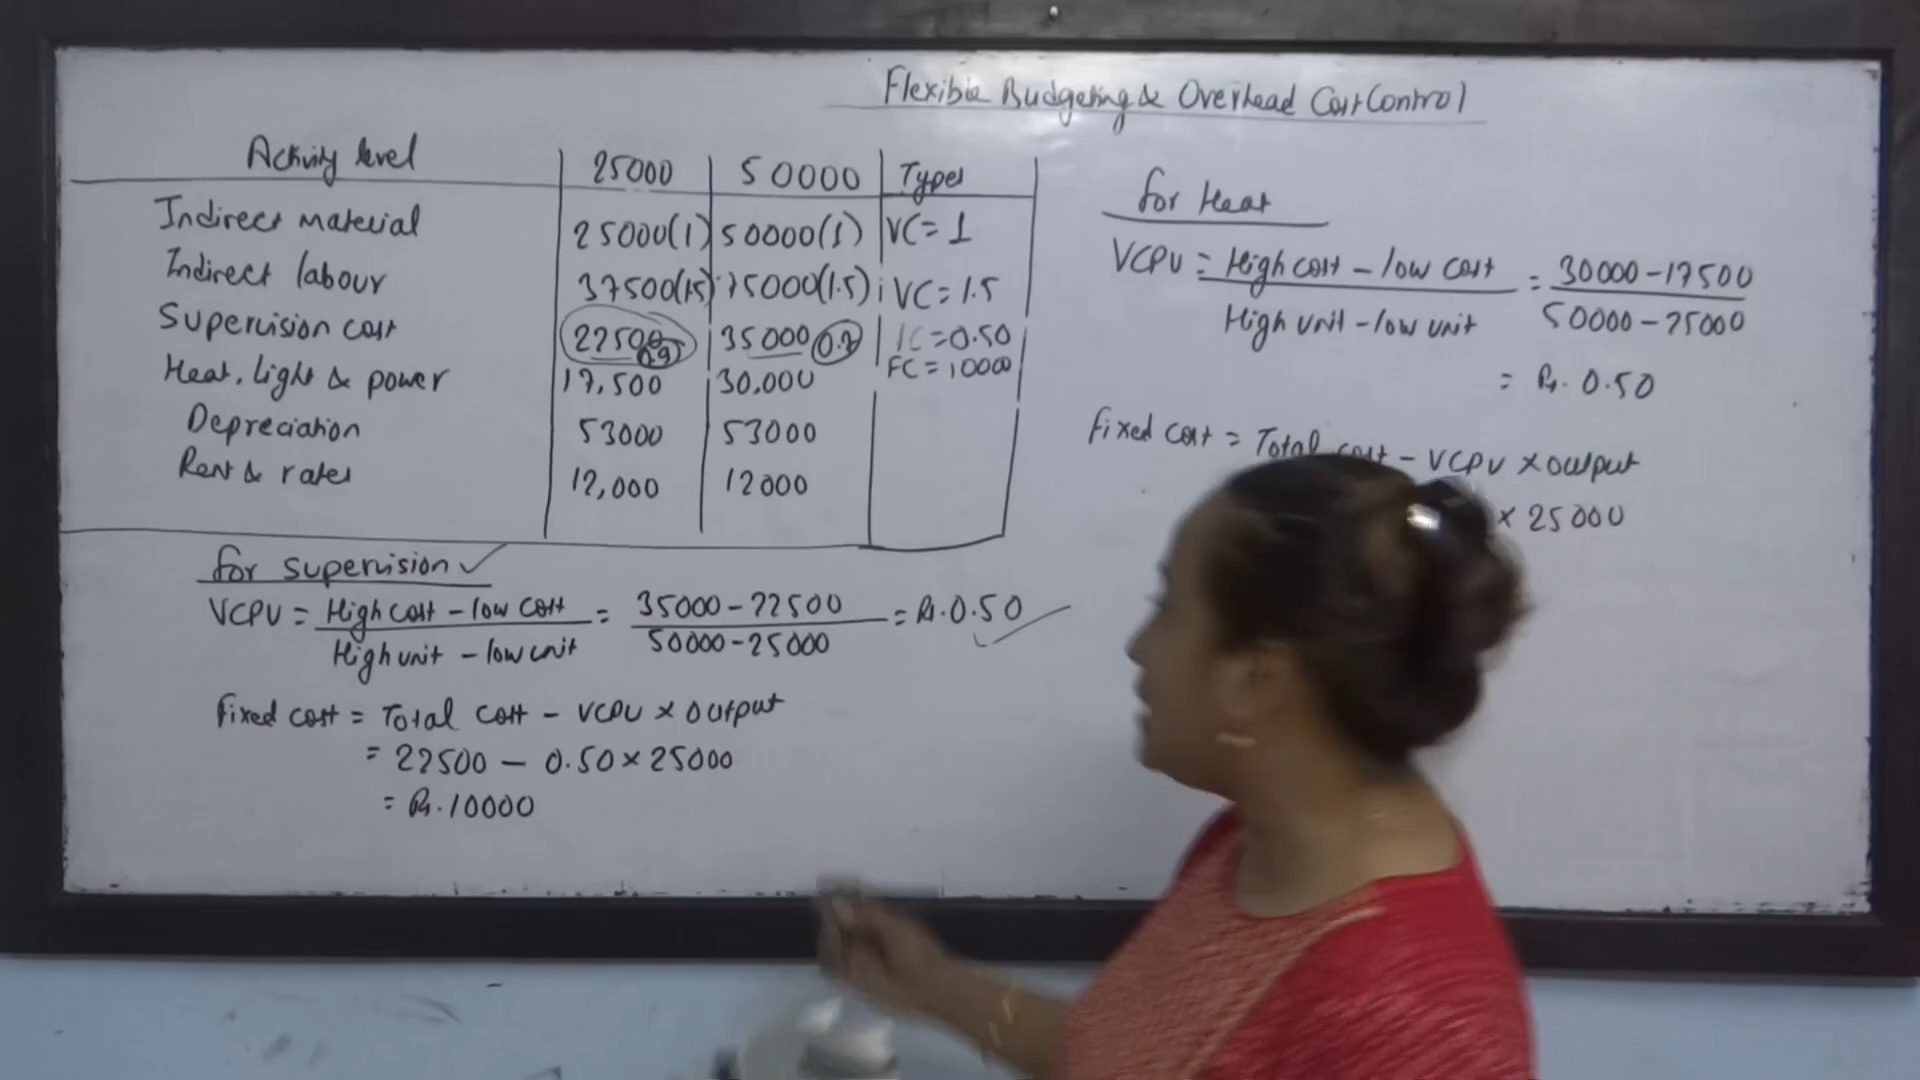 Flexible Budgeting & Overhead Cost Control
Activity level 25000 50000 Types
Indirect material 25000(1) 50000(1) VC = 1
Indirect labour 37500(1.5) 75000(1.5) VC = 1.5
Supervision cost 22500 0.9 35000 0.7 VC = 0.50
FC = 10000
Heat, light & power 17,500 30,000
Depreciation 53000 53000
Rent & rates 12,000 12000
for supervision ✓
VCPU = High cost - low cost = 35000 - 22500 = Rs. 0.50
High unit - low unit 50000 - 25000
Fixed cost = Total cost - VCPU × output
= 22500 - 0.50 × 25000
= Rs. 10000
for Heat
VCPU = High cost - low cost = 30000 - 17500
High unit - low unit 50000 - 25000
= Rs. 0.50
Fixed cost = Total cost - VCPU × output
× 25000